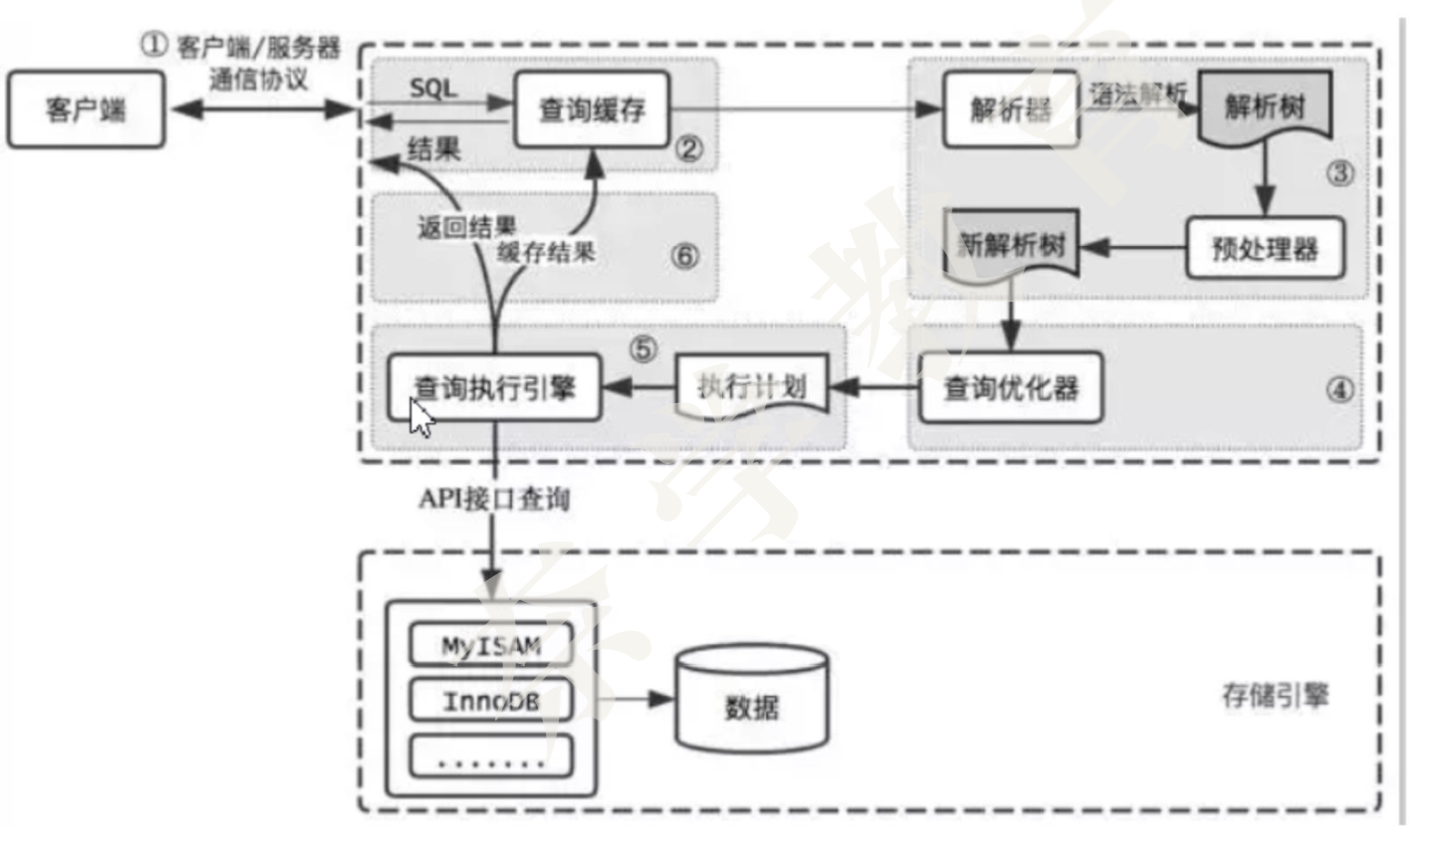 ① 客户端/服务器
通信协议
客户端
SQL
查询缓存
结果
②
解析器
语法解析
解析树
③
返回结果
缓存结果
⑥
新解析树
预处理器
查询执行引擎
⑤
执行计划
查询优化器
④
API接口查询
MyISAM
InnoDB
.......
数据
存储引擎